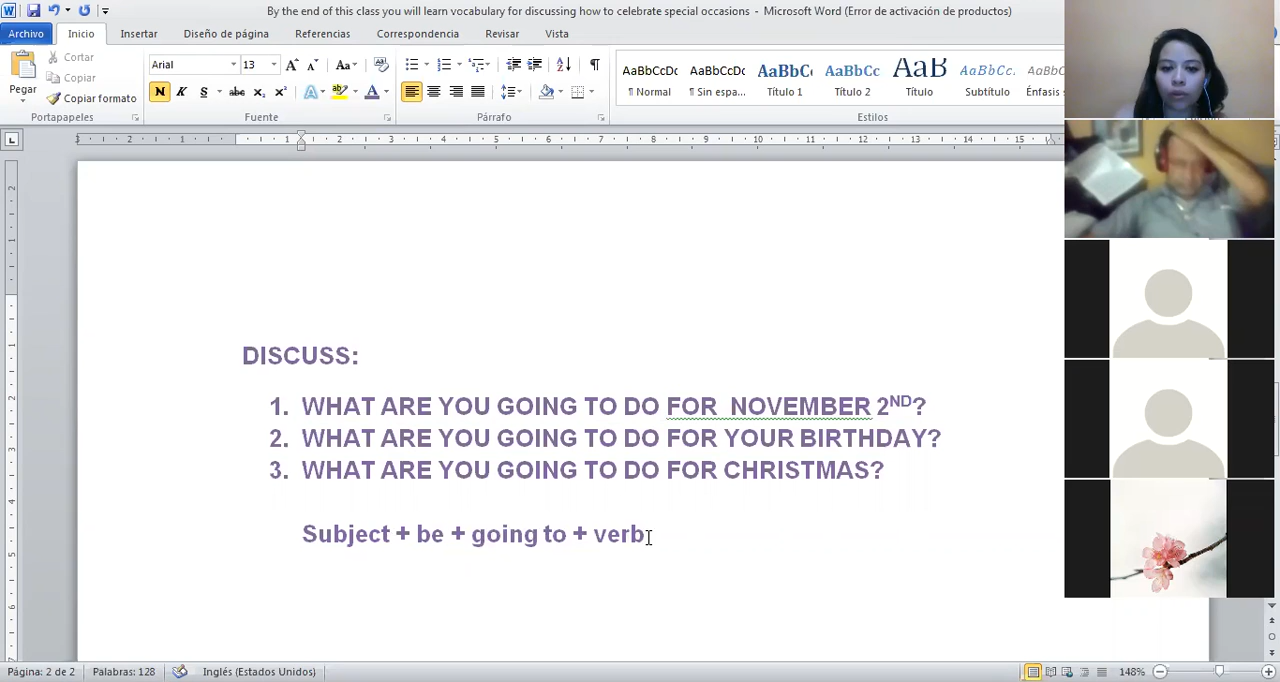 By the end of this class you will learn vocabulary for discussing how to celebrate special occasions - Microsoft Word (Error de activación de productos)
Archivo Inicio Insertar Diseño de página Referencias Correspondencia Revisar Vista
Cortar
Copiar
Copiar formato
Pegar
Portapapeles
Arial 13
N K S abc x₂ x² A ab A
Fuente
Párrafo
AaBbCcDc AaBbCcDc AaBbC AaBbCc AaB AaBbCc. AaBbCc
¶ Normal ¶ Sin espa... Título 1 Título 2 Título Subtítulo Énfasis
Estilos
DISCUSS:
1. WHAT ARE YOU GOING TO DO FOR NOVEMBER 2ND?
2. WHAT ARE YOU GOING TO DO FOR YOUR BIRTHDAY?
3. WHAT ARE YOU GOING TO DO FOR CHRISTMAS?
Subject + be + going to + verb
Página: 2 de 2 Palabras: 128 Inglés (Estados Unidos) 148%